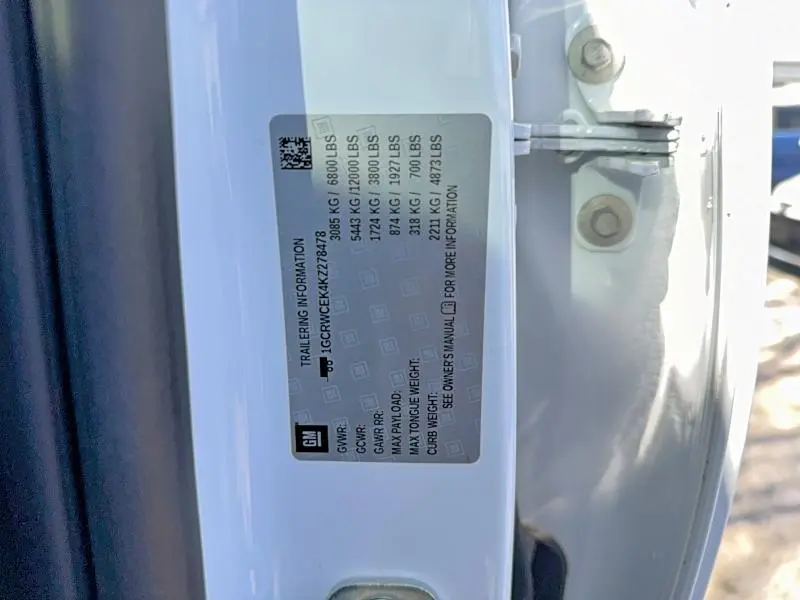 GM
TRAILERING INFORMATION
1GCRWCEK4KZ278478
GVWR: 3085 KG / 6800 LBS
GCWR: 5443 KG /12000 LBS
GAWR RR: 1724 KG / 3800 LBS
MAX PAYLOAD: 874 KG / 1927 LBS
MAX TONGUE WEIGHT: 318 KG / 700 LBS
CURB WEIGHT: 2211 KG / 4873 LBS
SEE OWNER'S MANUAL FOR MORE INFORMATION